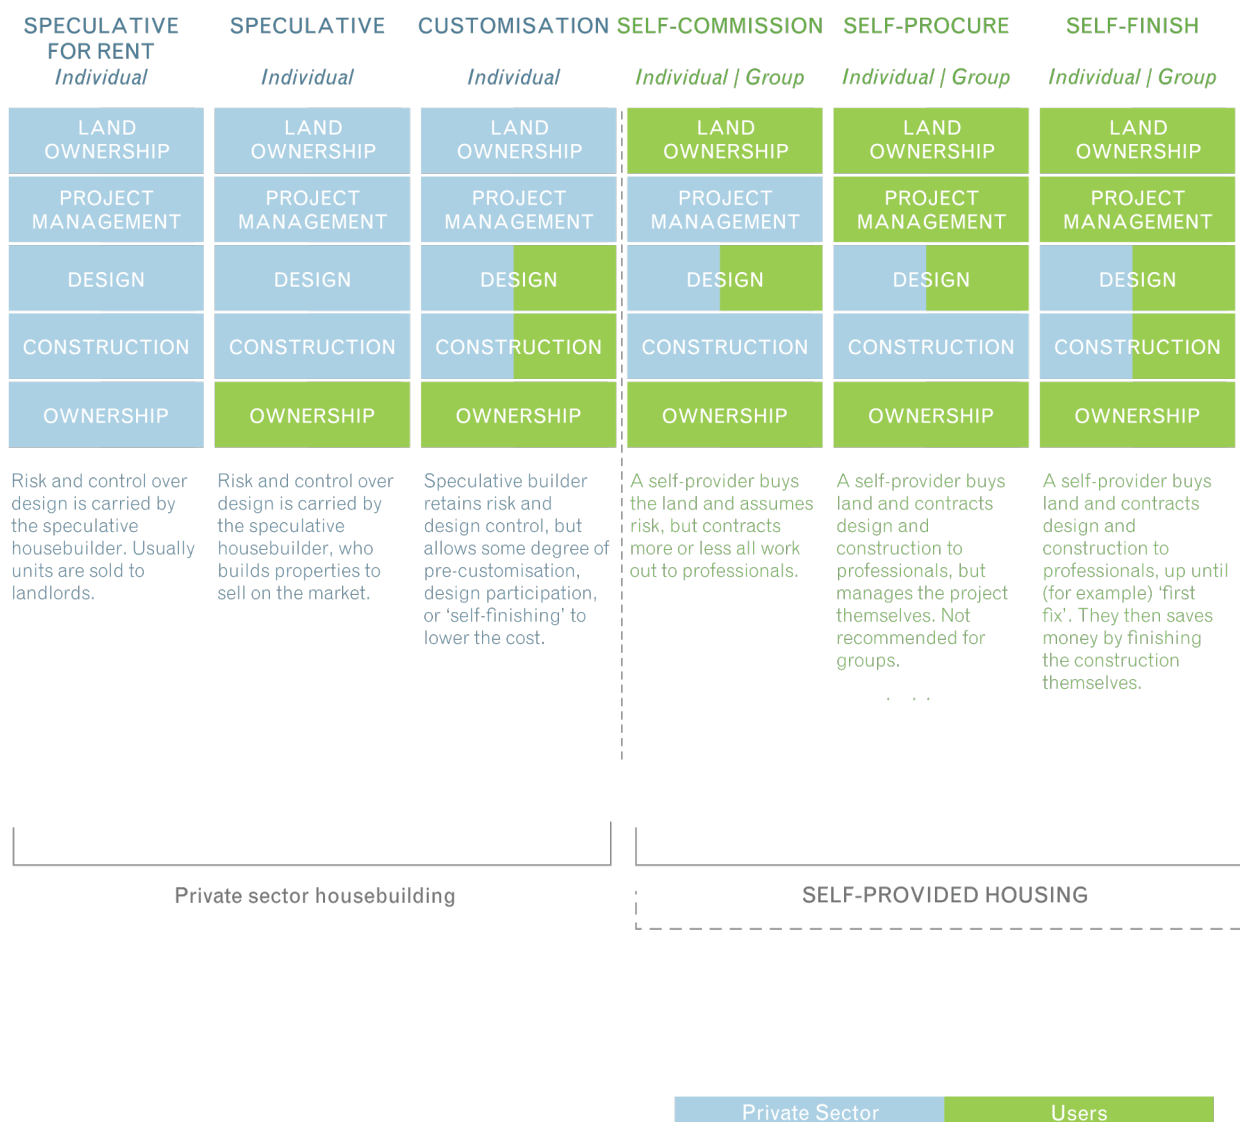 SPECULATIVE
FOR RENT
Individual
LAND
OWNERSHIP
PROJECT
MANAGEMENT
DESIGN
CONSTRUCTION
OWNERSHIP
Risk and control over
design is carried by
the speculative
housebuilder. Usually
units are sold to
landlords.
SPECULATIVE
Individual
LAND
OWNERSHIP
PROJECT
MANAGEMENT
DESIGN
CONSTRUCTION
OWNERSHIP
Risk and control over
design is carried by
the speculative
housebuilder, who
builds properties to
sell on the market.
CUSTOMISATION
Individual
LAND
OWNERSHIP
PROJECT
MANAGEMENT
DESIGN
CONSTRUCTION
OWNERSHIP
Speculative builder
retains risk and
design control, but
allows some degree of
pre-customisation,
design participation,
or ‘self-finishing’ to
lower the cost.
SELF-COMMISSION
Individual | Group
LAND
OWNERSHIP
PROJECT
MANAGEMENT
DESIGN
CONSTRUCTION
OWNERSHIP
A self-provider buys
the land and assumes
risk, but contracts
more or less all work
out to professionals.
SELF-PROCURE
Individual | Group
LAND
OWNERSHIP
PROJECT
MANAGEMENT
DESIGN
CONSTRUCTION
OWNERSHIP
A self-provider buys
land and contracts
design and
construction to
professionals, but
manages the project
themselves. Not
recommended for
groups.
SELF-FINISH
Individual | Group
LAND
OWNERSHIP
PROJECT
MANAGEMENT
DESIGN
CONSTRUCTION
OWNERSHIP
A self-provider buys
land and contracts
design and
construction to
professionals, up until
(for example) ‘first
fix’. They then saves
money by finishing
the construction
themselves.
Private sector housebuilding
SELF-PROVIDED HOUSING
Private Sector
Users